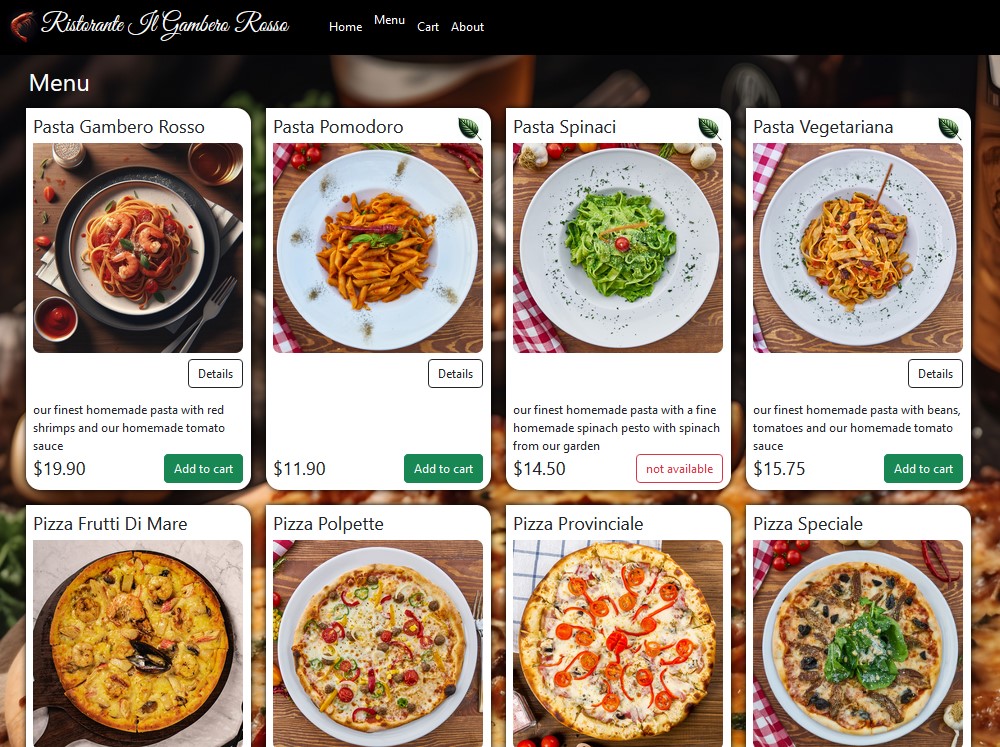 Ristorante Il Gambero Rosso
Home Menu Cart About
Menu
Pasta Gambero Rosso
Details
our finest homemade pasta with red
shrimps and our homemade tomato
sauce
$19.90
Add to cart
Pasta Pomodoro
Details
$11.90
Add to cart
Pasta Spinaci
our finest homemade pasta with a fine
homemade spinach pesto with spinach
from our garden
$14.50
not available
Pasta Vegetariana
Details
our finest homemade pasta with beans,
tomatoes and our homemade tomato
sauce
$15.75
Add to cart
Pizza Frutti Di Mare
Pizza Polpette
Pizza Provinciale
Pizza Speciale